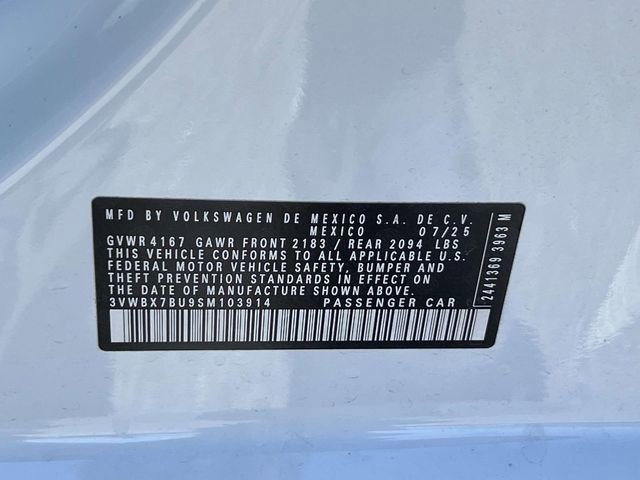 MFD BY VOLKSWAGEN DE MEXICO S.A. DE C.V.
MEXICO 07/25
GVWR 4167 GAWR FRONT 2183 / REAR 2094 LBS
THIS VEHICLE CONFORMS TO ALL APPLICABLE U.S.
FEDERAL MOTOR VEHICLE SAFETY, BUMPER AND
THEFT PREVENTION STANDARDS IN EFFECT ON
THE DATE OF MANUFACTURE SHOWN ABOVE.
3VWBX7BU9SM103914 PASSENGER CAR
2441369 3963 M